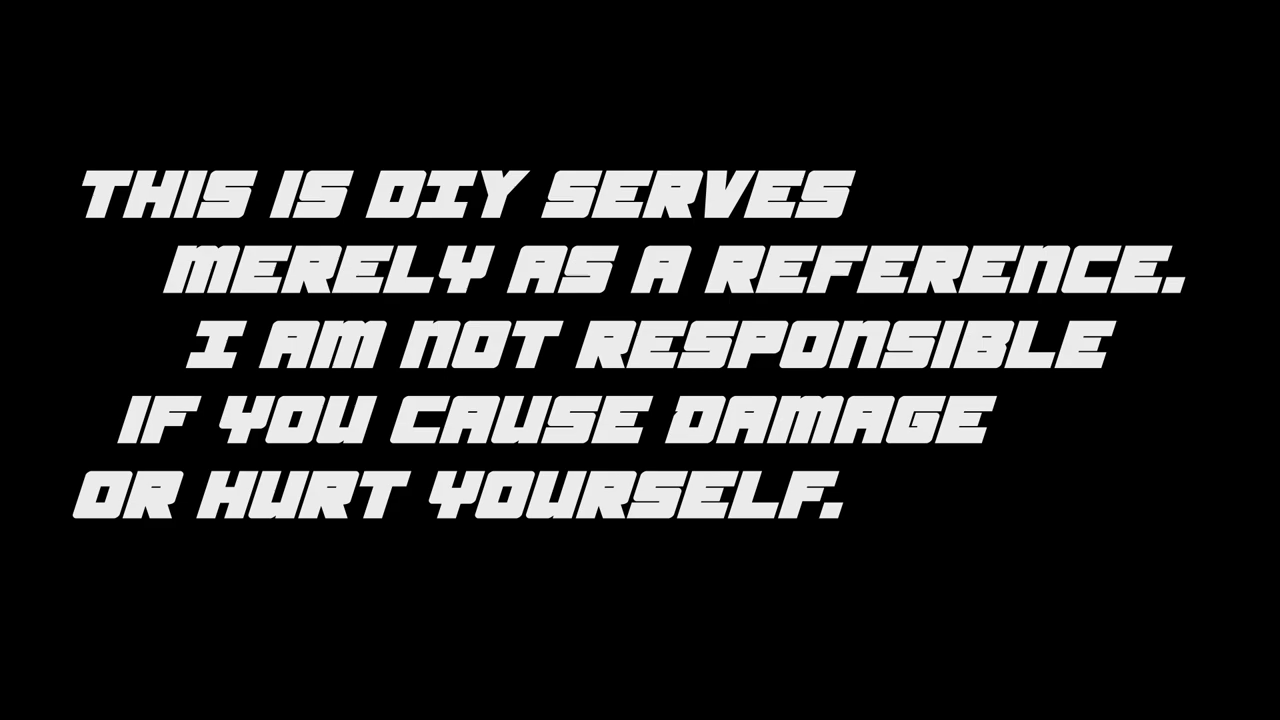 THIS IS DIY SERVES
MERELY AS A REFERENCE.
I AM NOT RESPONSIBLE
IF YOU CAUSE DAMAGE
OR HURT YOURSELF.